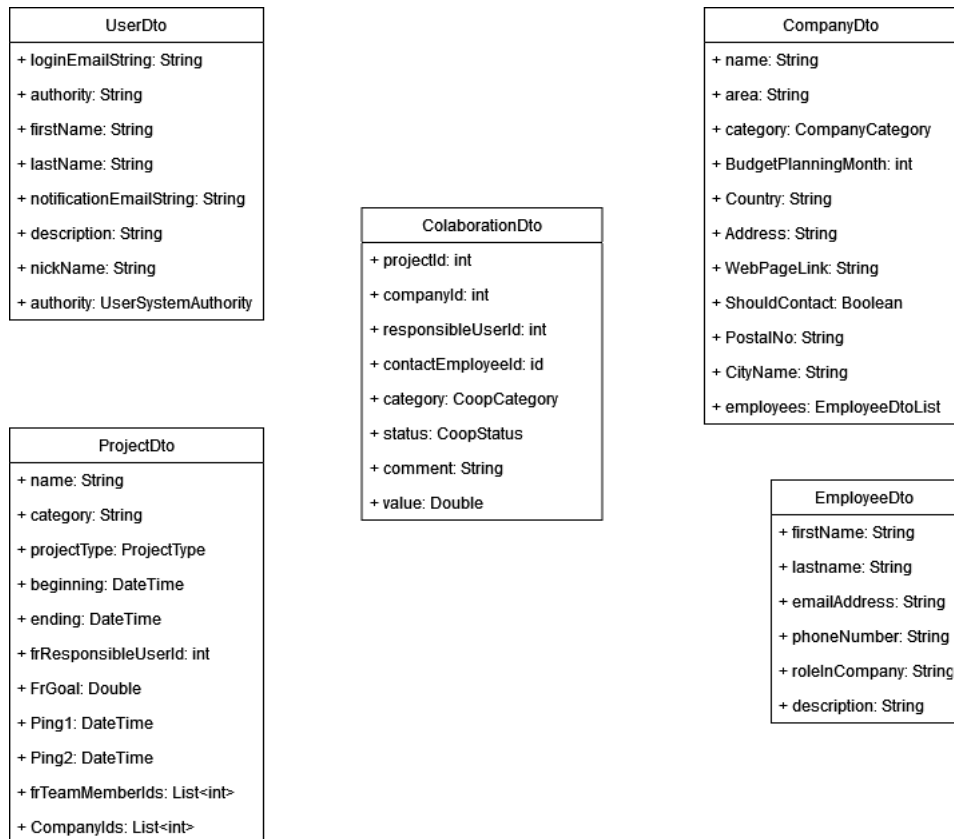 UserDto
+ loginEmailString: String
+ authority: String
+ firstName: String
+ lastName: String
+ notificationEmailString: String
+ description: String
+ nickName: String
+ authority: UserSystemAuthority
ProjectDto
+ name: String
+ category: String
+ projectType: ProjectType
+ beginning: DateTime
+ ending: DateTime
+ frResponsibleUserId: int
+ FrGoal: Double
+ Ping1: DateTime
+ Ping2: DateTime
+ frTeamMemberIds: List<int>
+ CompanyIds: List<int>
ColaborationDto
+ projectId: int
+ companyId: int
+ responsibleUserId: int
+ contactEmployeeId: id
+ category: CoopCategory
+ status: CoopStatus
+ comment: String
+ value: Double
CompanyDto
+ name: String
+ area: String
+ category: CompanyCategory
+ BudgetPlanningMonth: int
+ Country: String
+ Address: String
+ WebPageLink: String
+ ShouldContact: Boolean
+ PostalNo: String
+ CityName: String
+ employees: EmployeeDtoList
EmployeeDto
+ firstName: String
+ lastname: String
+ emailAddress: String
+ phoneNumber: String
+ roleInCompany: String
+ description: String